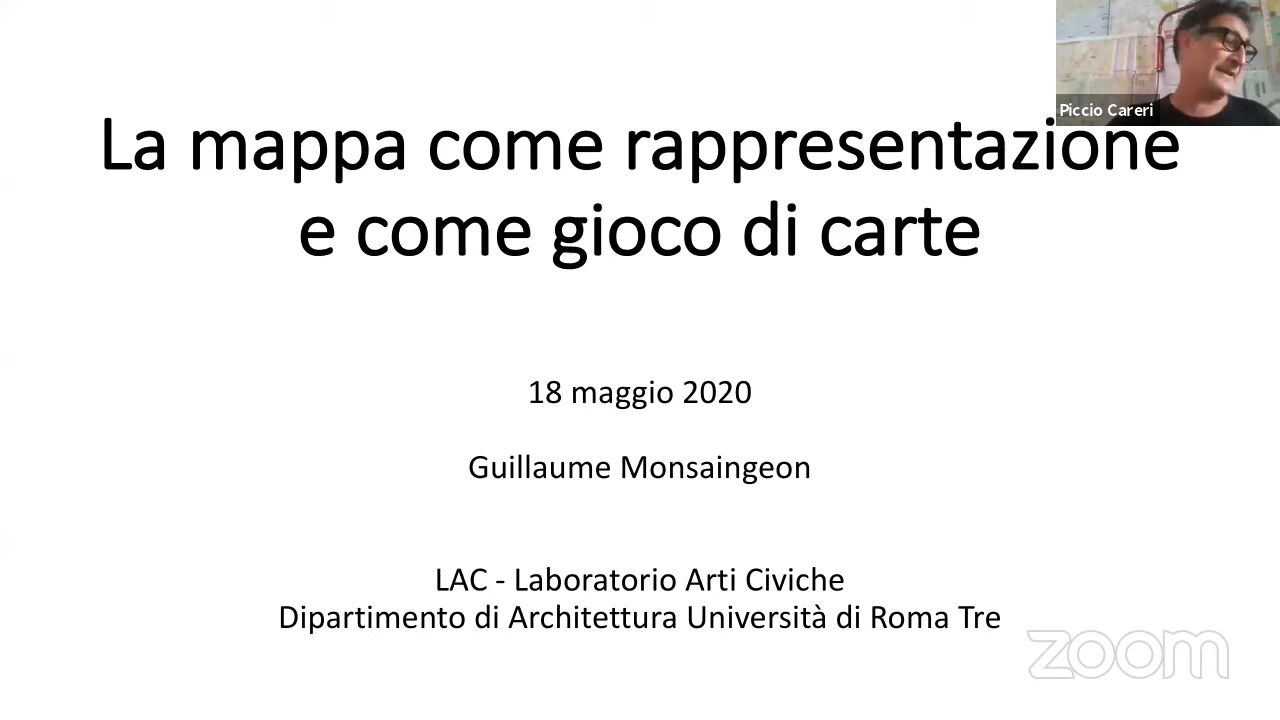 Piccio Careri
La mappa come rappresentazione
e come gioco di carte
18 maggio 2020
Guillaume Monsaingeon
LAC - Laboratorio Arti Civiche
Dipartimento di Architettura Università di Roma Tre
zoom